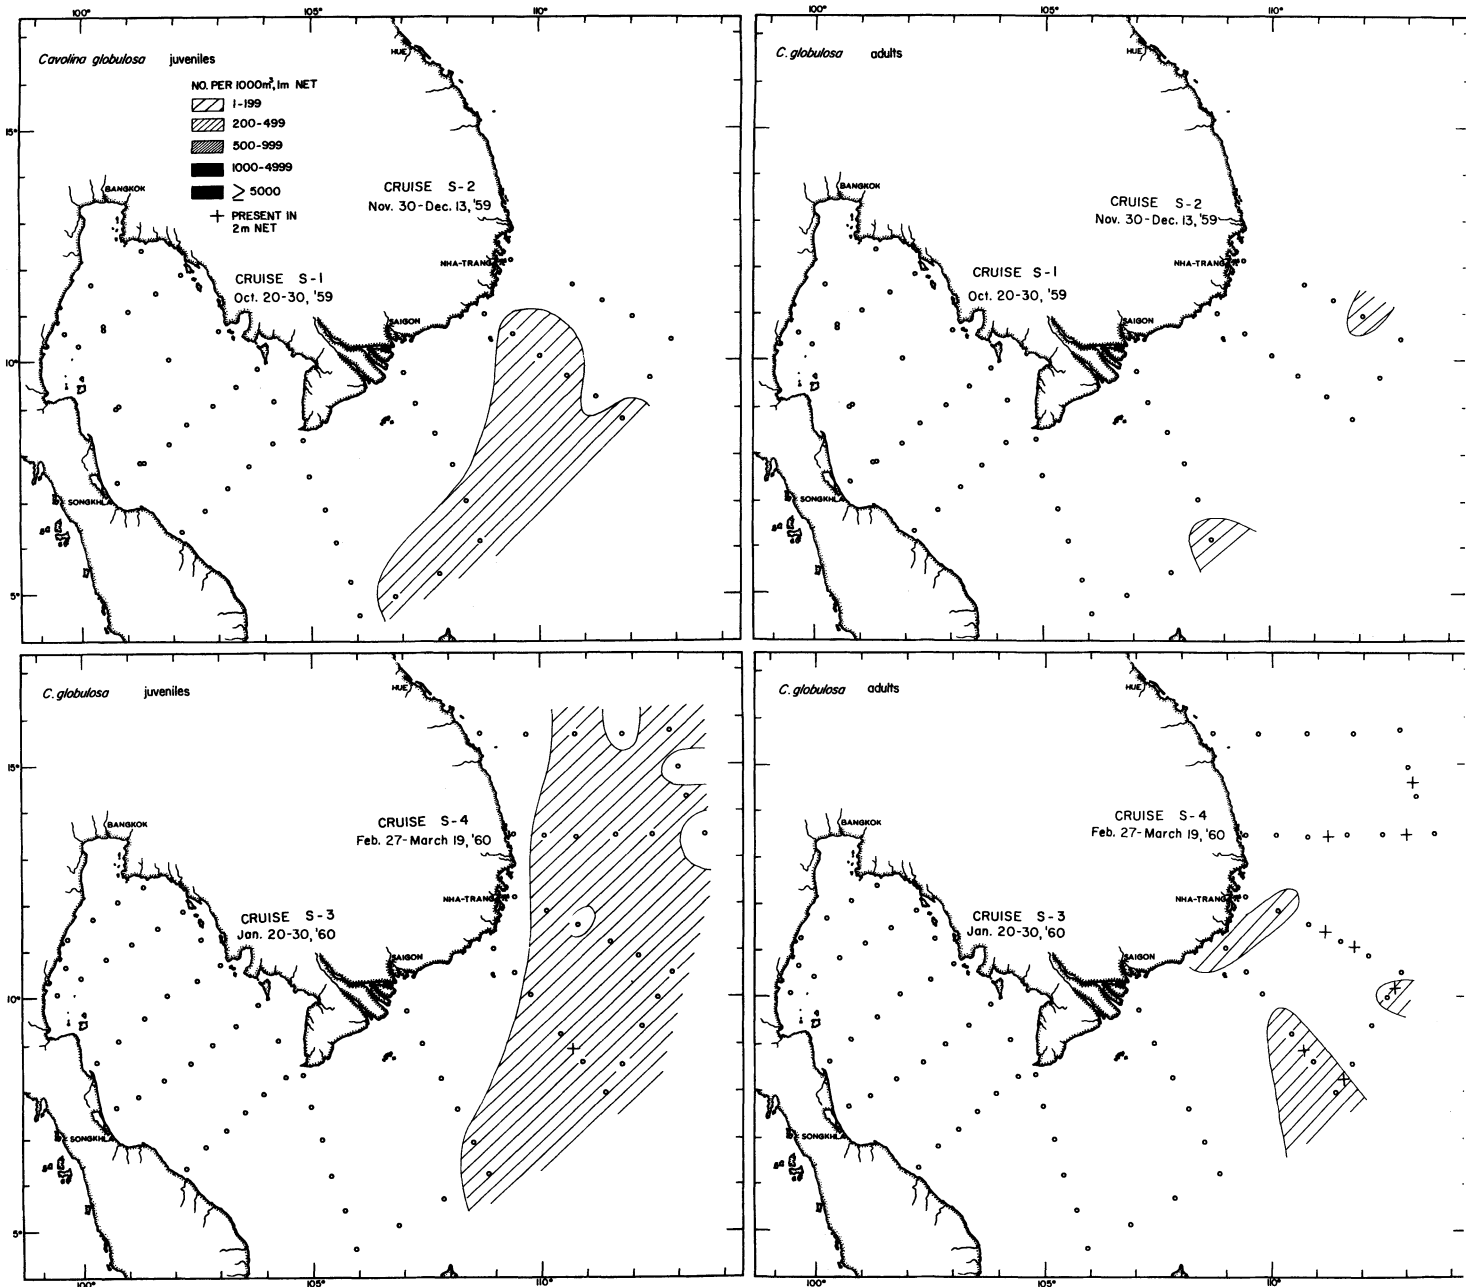 100°
105°
110°
Cavolina globulosa juveniles
NO. PER 1000m³, 1m NET
1-199
200-499
500-999
1000-4999
≥ 5000
+ PRESENT IN
2m NET
HUE
15°
BANGKOK
CRUISE S-2
Nov. 30-Dec. 13, '59
NHA-TRANG
CRUISE S-1
Oct. 20-30, '59
SAIGON
10°
SONGKHLA
5°
100°
105°
110°
C. globulosa adults
HUE
BANGKOK
CRUISE S-2
Nov. 30-Dec. 13, '59
NHA-TRANG
CRUISE S-1
Oct. 20-30, '59
SAIGON
SONGKHLA
C. globulosa juveniles
HUE
15°
BANGKOK
CRUISE S-4
Feb. 27-March 19, '60
NHA-TRANG
CRUISE S-3
Jan. 20-30, '60
SAIGON
10°
SONGKHLA
5°
100°
105°
110°
C. globulosa adults
HUE
BANGKOK
CRUISE S-4
Feb. 27-March 19, '60
NHA-TRANG
CRUISE S-3
Jan. 20-30, '60
SAIGON
SONGKHLA
100°
105°
110°